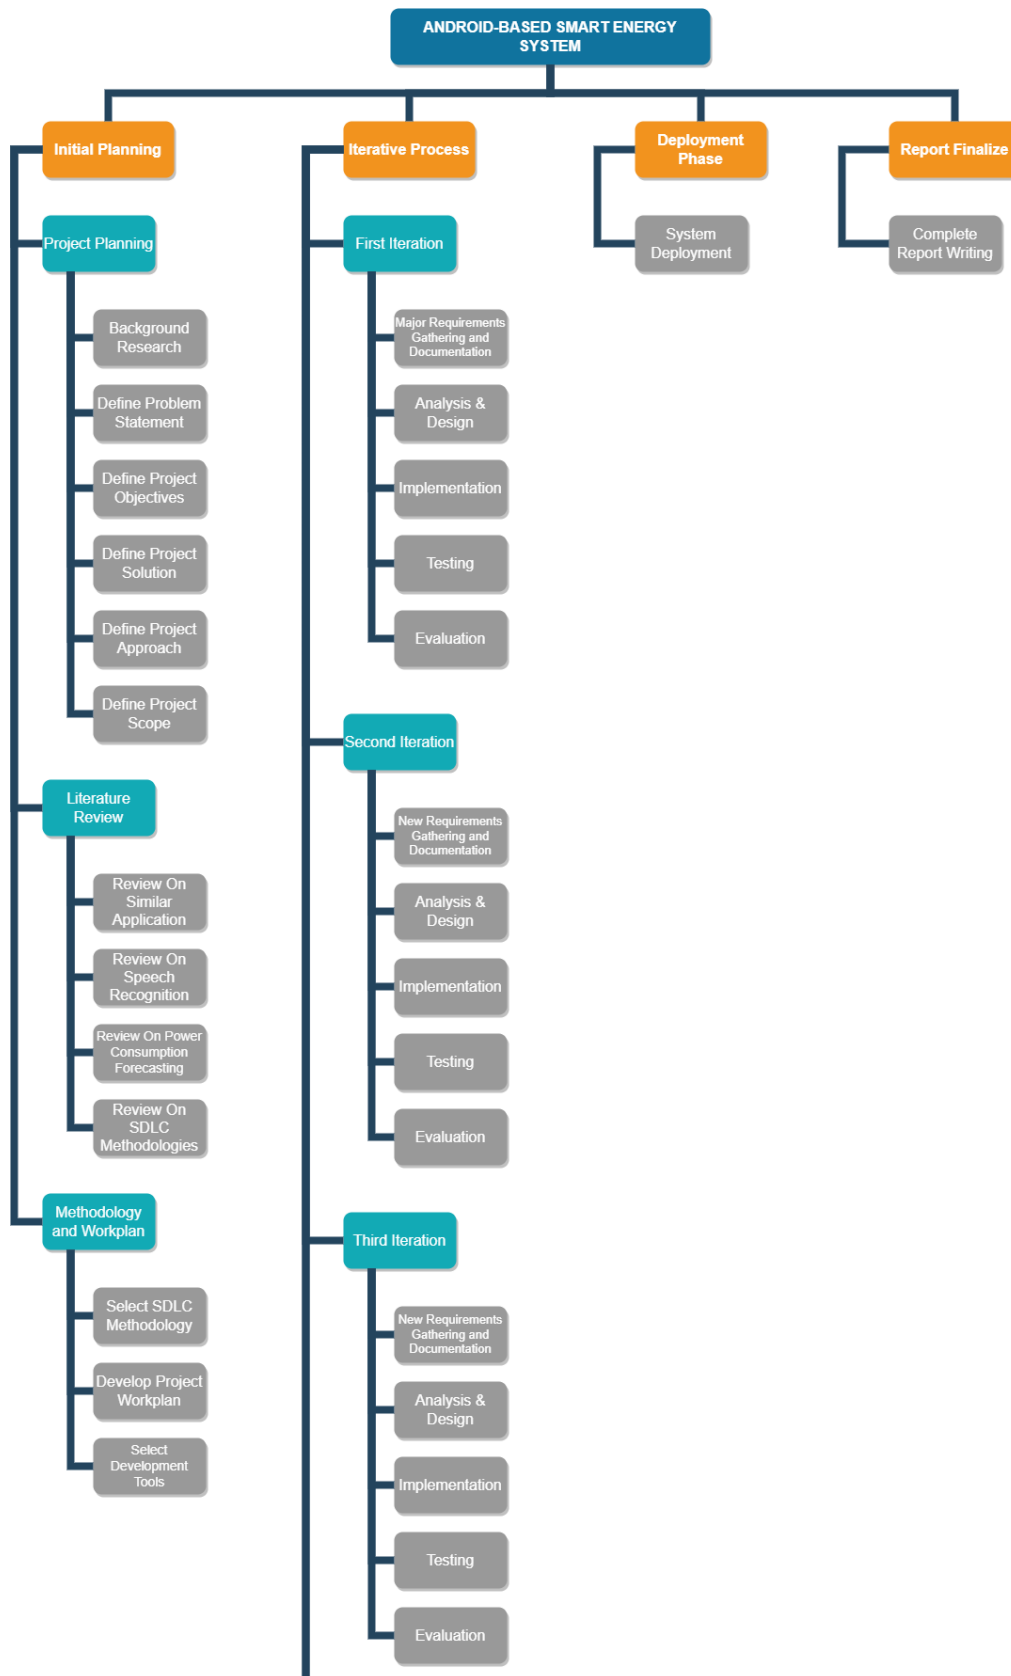 ANDROID-BASED SMART ENERGY
SYSTEM
Initial Planning
Project Planning
Background
Research
Define Problem
Statement
Define Project
Objectives
Define Project
Solution
Define Project
Approach
Define Project
Scope
Literature
Review
Review On
Similar
Application
Review On
Speech
Recognition
Review On Power
Consumption
Forecasting
Review On
SDLC
Methodologies
Methodology
and Workplan
Select SDLC
Methodology
Develop Project
Workplan
Select
Development
Tools
Iterative Process
First Iteration
Major Requirements
Gathering and
Documentation
Analysis &
Design
Implementation
Testing
Evaluation
Second Iteration
New Requirements
Gathering and
Documentation
Analysis &
Design
Implementation
Testing
Evaluation
Third Iteration
New Requirements
Gathering and
Documentation
Analysis &
Design
Implementation
Testing
Evaluation
Deployment
Phase
System
Deployment
Report Finalize
Complete
Report Writing